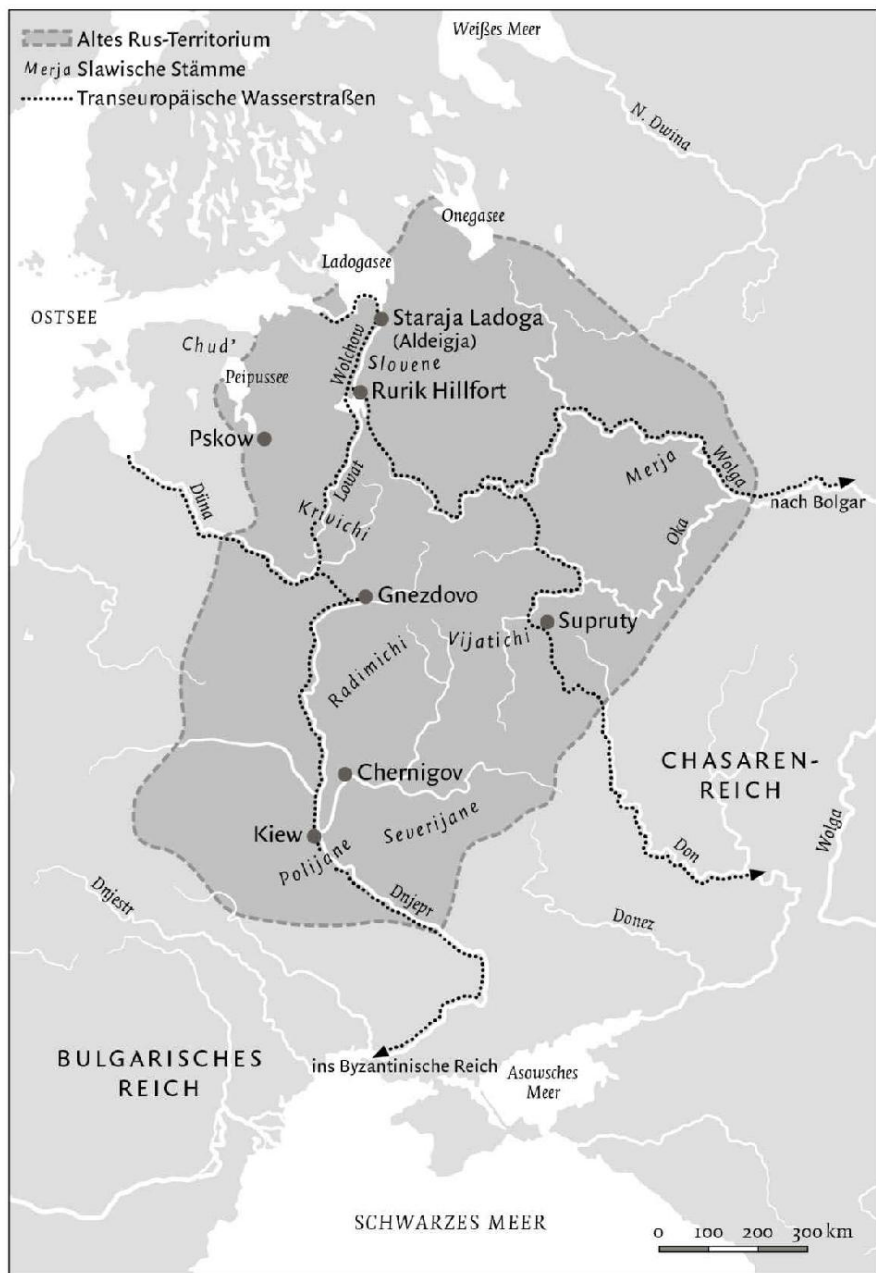 Altes Rus-Territorium
Merja Slawische Stämme
Transeuropäische Wasserstraßen
Weißes Meer
N. Dwina
Onegasee
Ladogasee
OSTSEE
Staraja Ladoga
(Aldeigja)
Chud'
Wolchow
Slovene
Peipussee
Rurik Hillfort
Pskow
Merja
Wolga
Lowat
Düna
nach Bolgar
Krivichi
Oka
Gnezdovo
Supruty
Vijatichi
Radimichi
Chernigov
CHASAREN-
REICH
Severijane
Kiew
Wolga
Polijane
Don
Dnjestr
Dnjepr
Donez
BULGARISCHES
REICH
ins Byzantinische Reich
Asowsches
Meer
SCHWARZES MEER
0 100 200 300 km